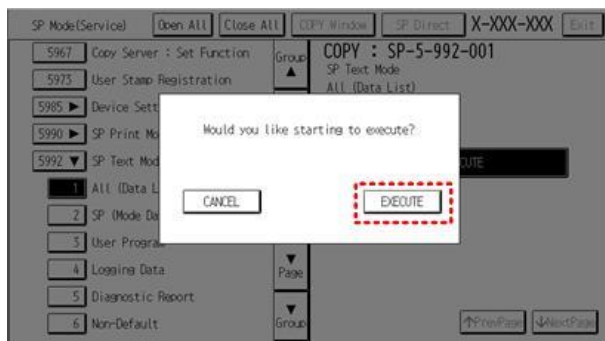 SP Mode(Service) Open All Close All COPY Window SP Direct X-XXX-XXX Exit
5967 Copy Server : Set Function Group COPY : SP-5-992-001
SP Text Mode
5973 User Stamp Registration All (Data List)
5985 ▶ Device Sett
5990 ▶ SP Print Mo
Would you like starting to execute?
5992 ▼ SP Text Mod CUTE
1 All (Data L
CANCEL EXECUTE
2 SP (Mode Da
3 User Program
4 Logging Data Page
5 Diagnostic Report
6 Non-Default Group ↑PrevPage ↓NextPage